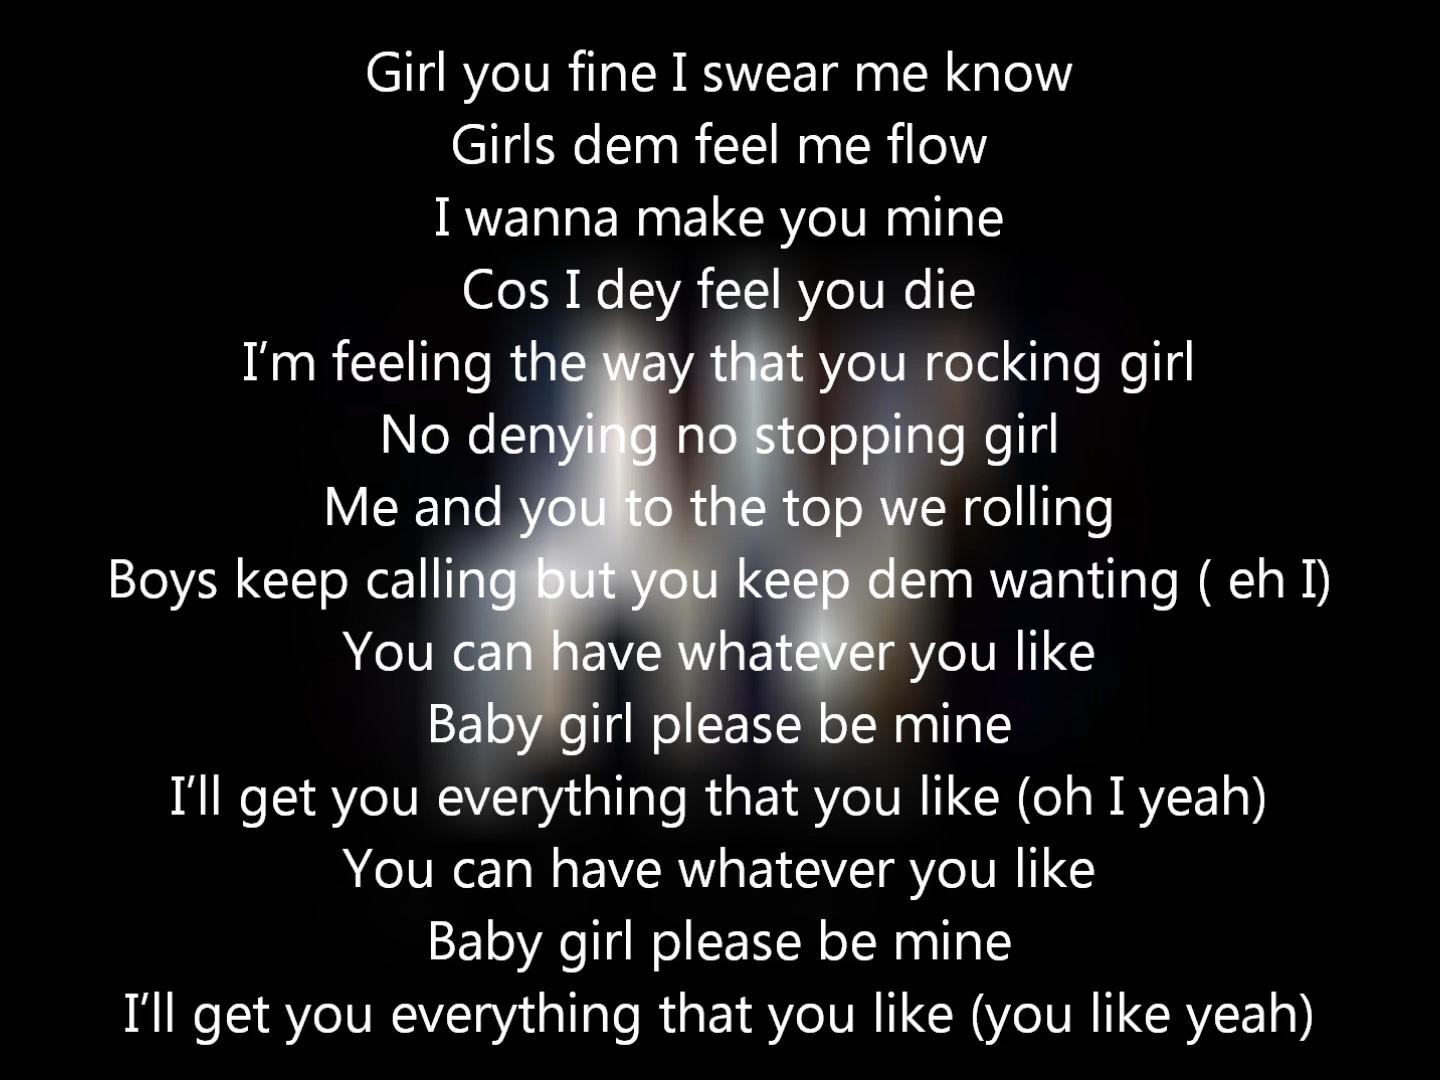 Girl you fine I swear me know
Girls dem feel me flow
I wanna make you mine
Cos I dey feel you die
I’m feeling the way that you rocking girl
No denying no stopping girl
Me and you to the top we rolling
Boys keep calling but you keep dem wanting ( eh I)
You can have whatever you like
Baby girl please be mine
I’ll get you everything that you like (oh I yeah)
You can have whatever you like
Baby girl please be mine
I’ll get you everything that you like (you like yeah)